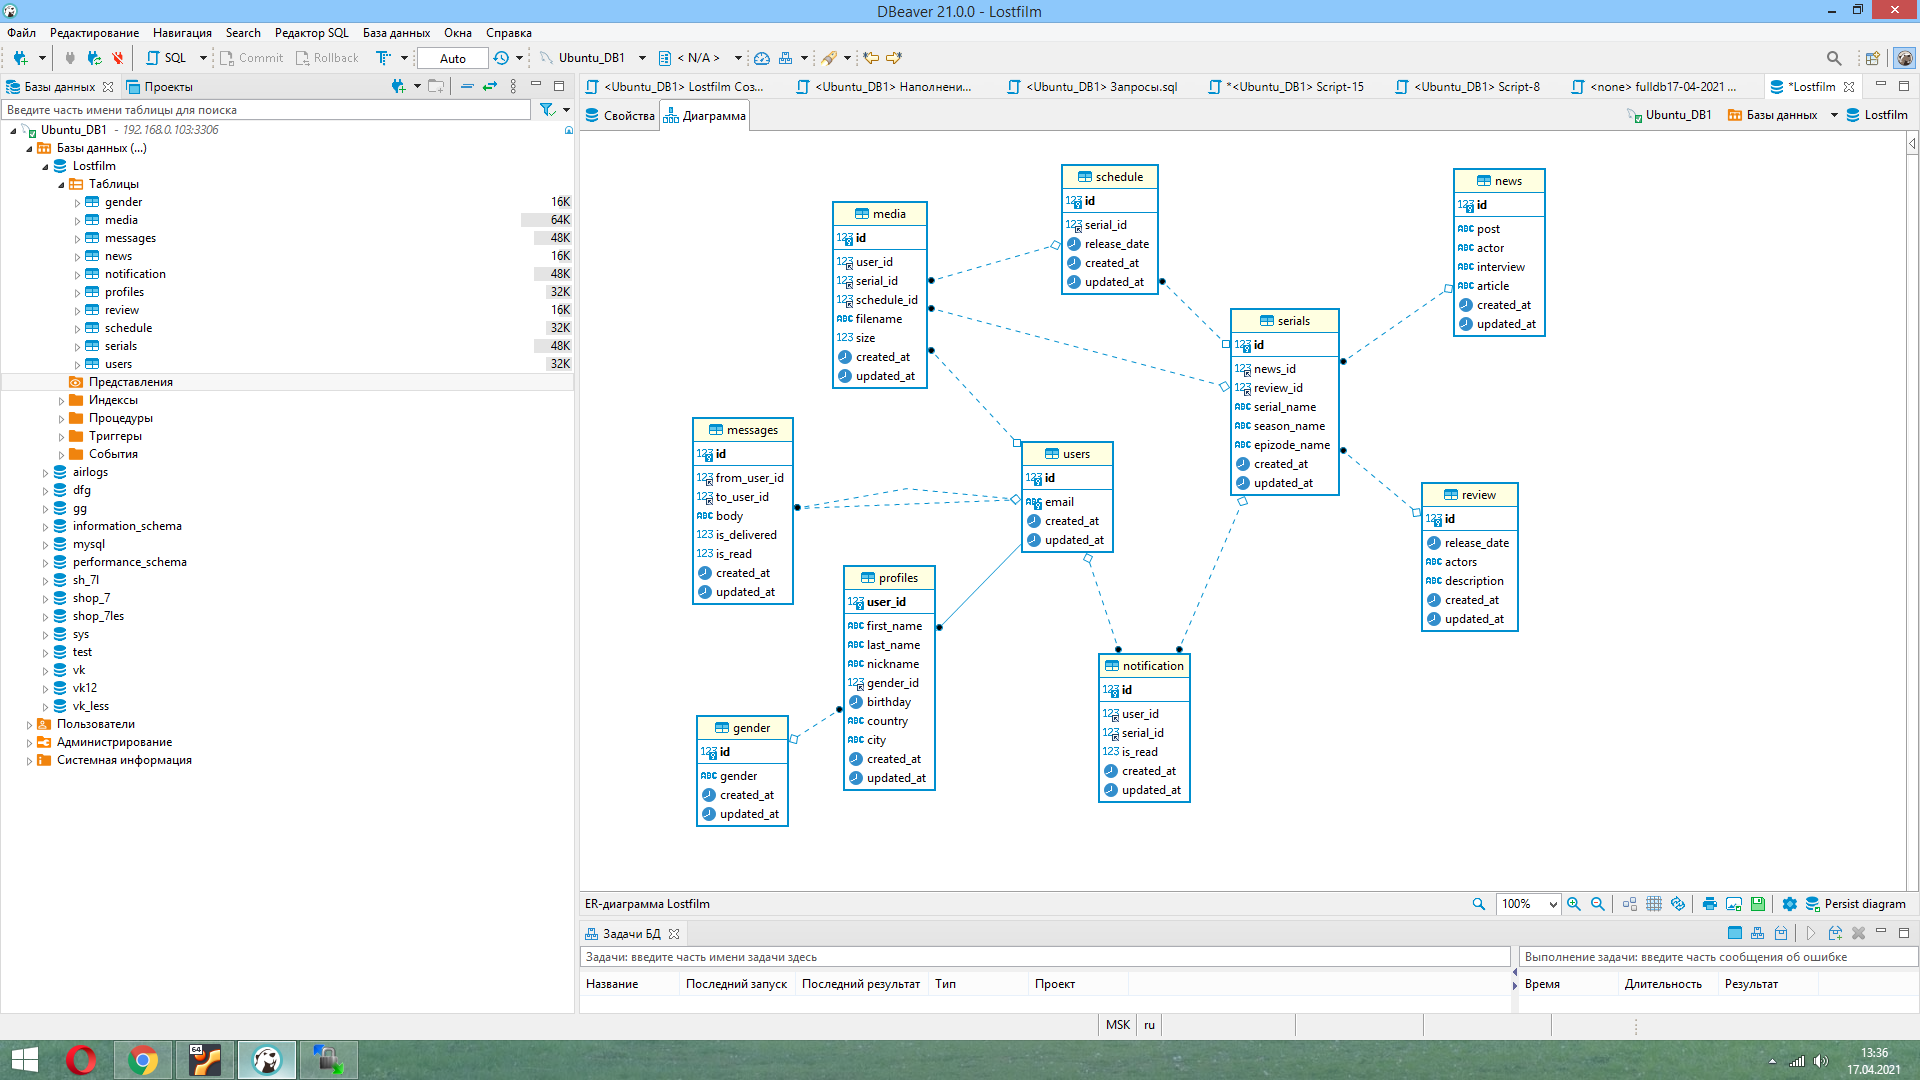 DBeaver 21.0.0 - Lostfilm
Файл Редактирование Навигация Search Редактор SQL База данных Окна Справка
SQL Commit Rollback Auto Ubuntu_DB1 < N/A >
Базы данных Проекты
Введите часть имени таблицы для поиска
Ubuntu_DB1 - 192.168.0.103:3306
Базы данных (...)
Lostfilm
Таблицы
gender 16K
media 64K
messages 48K
news 16K
notification 48K
profiles 32K
review 16K
schedule 32K
serials 48K
users 32K
Представления
Индексы
Процедуры
Триггеры
События
airlogs
dfg
gg
information_schema
mysql
performance_schema
sh_7l
shop_7
shop_7les
sys
test
vk
vk12
vk_less
Пользователи
Администрирование
Системная информация
<Ubuntu_DB1> Lostfilm Соз... <Ubuntu_DB1> Наполнени... <Ubuntu_DB1> Запросы.sql *<Ubuntu_DB1> Script-15 <Ubuntu_DB1> Script-8 <none> fulldb17-04-2021 ... *Lostfilm
Свойства Диаграмма Ubuntu_DB1 Базы данных Lostfilm
media
id
user_id
serial_id
schedule_id
filename
size
created_at
updated_at
schedule
id
serial_id
release_date
created_at
updated_at
news
id
post
actor
interview
article
created_at
updated_at
serials
id
news_id
review_id
serial_name
season_name
epizode_name
created_at
updated_at
messages
id
from_user_id
to_user_id
body
is_delivered
is_read
created_at
updated_at
users
id
email
created_at
updated_at
review
id
release_date
actors
description
created_at
updated_at
profiles
user_id
first_name
last_name
nickname
gender_id
birthday
country
city
created_at
updated_at
notification
id
user_id
serial_id
is_read
created_at
updated_at
gender
id
gender
created_at
updated_at
ER-диаграмма Lostfilm 100% Persist diagram
Задачи БД
Задачи: введите часть имени задачи здесь
Выполнение задачи: введите часть сообщения об ошибке
Название Последний запуск Последний результат Тип Проект
Время Длительность Результат
MSK ru
64
13:36
17.04.2021